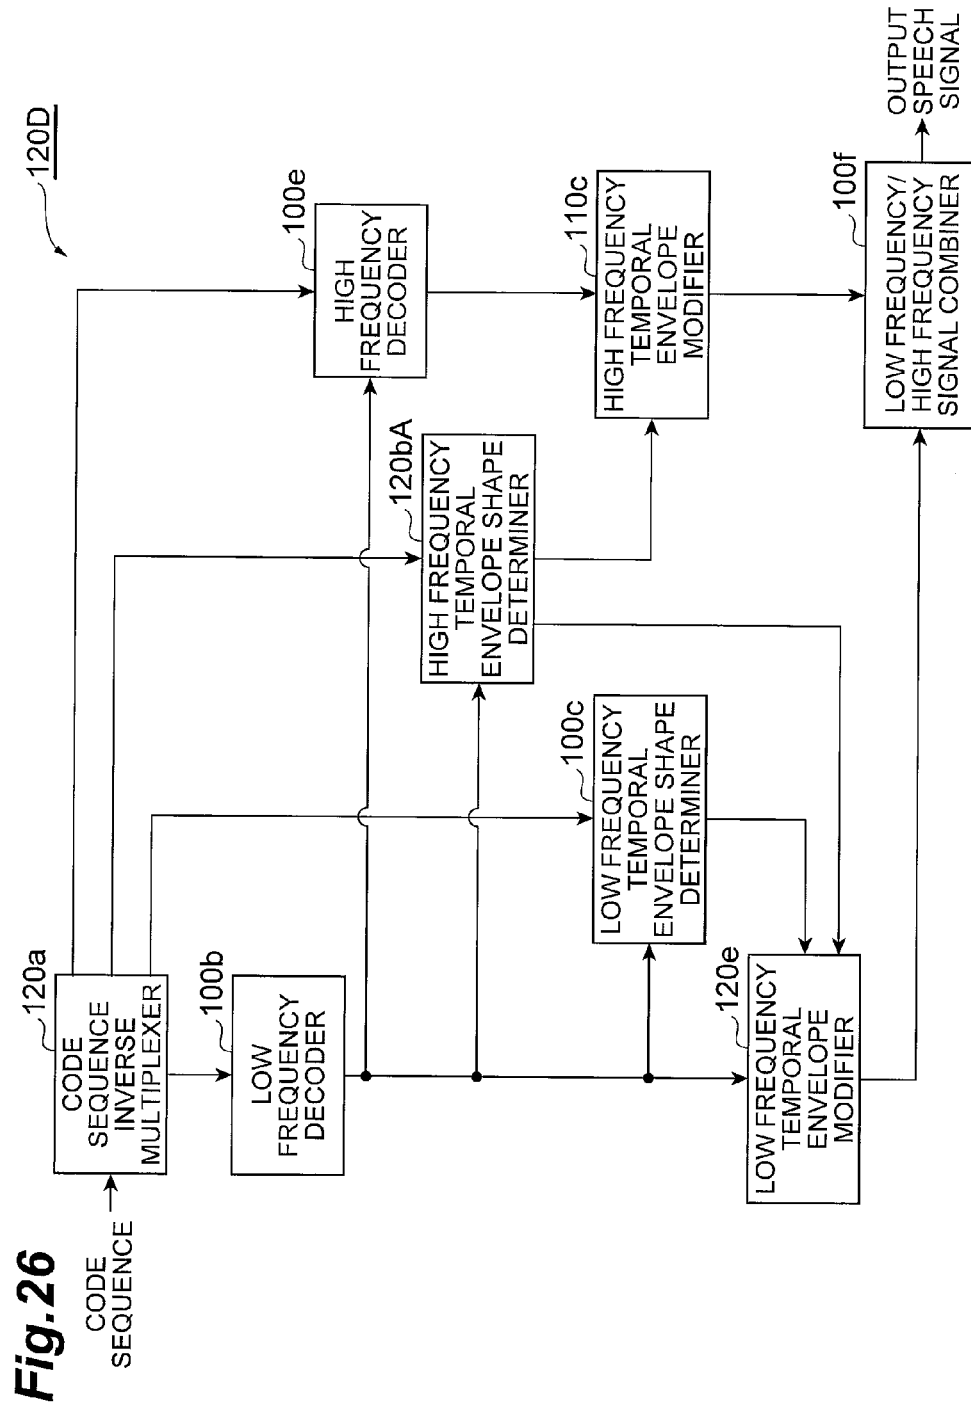 Fig.26
120D
CODE
SEQUENCE
120a
CODE
SEQUENCE
INVERSE
MULTIPLEXER
100b
LOW
FREQUENCY
DECODER
100e
HIGH
FREQUENCY
DECODER
120bA
HIGH FREQUENCY
TEMPORAL
ENVELOPE SHAPE
DETERMINER
100c
LOW FREQUENCY
TEMPORAL
ENVELOPE SHAPE
DETERMINER
110c
HIGH FREQUENCY
TEMPORAL
ENVELOPE
MODIFIER
120e
LOW FREQUENCY
TEMPORAL
ENVELOPE
MODIFIER
100f
LOW FREQUENCY/
HIGH FREQUENCY
SIGNAL COMBINER
OUTPUT
SPEECH
SIGNAL